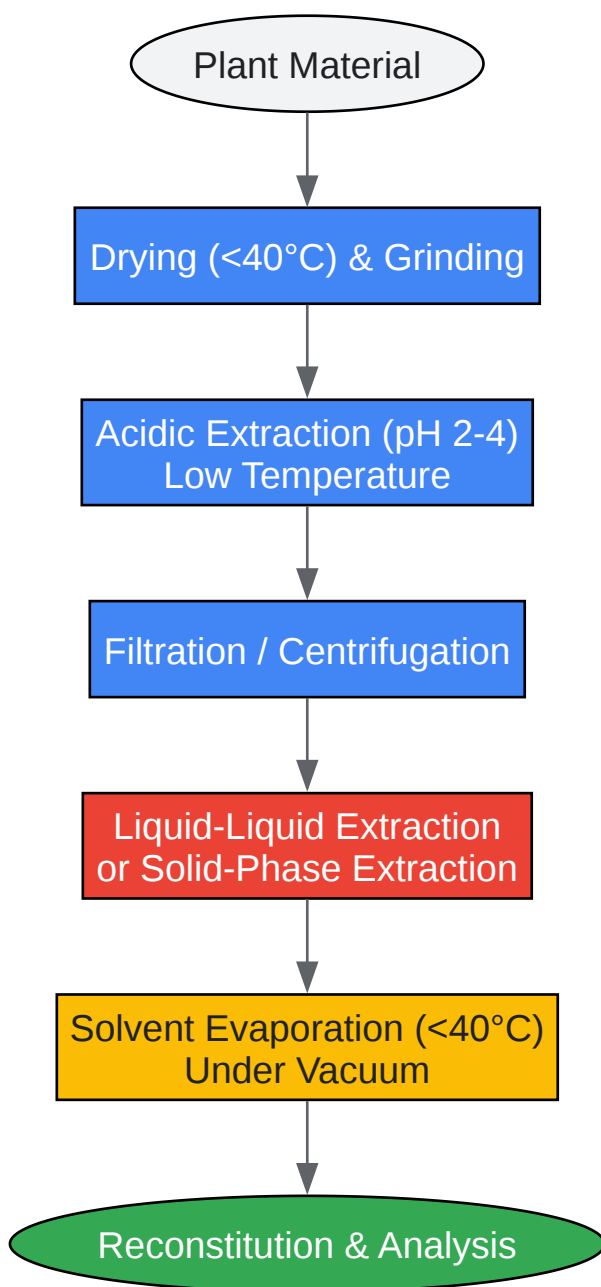 Plant Material
Drying (<40°C) & Grinding
Acidic Extraction (pH 2-4)
Low Temperature
Filtration / Centrifugation
Liquid-Liquid Extraction
or Solid-Phase Extraction
Solvent Evaporation (<40°C)
Under Vacuum
Reconstitution & Analysis